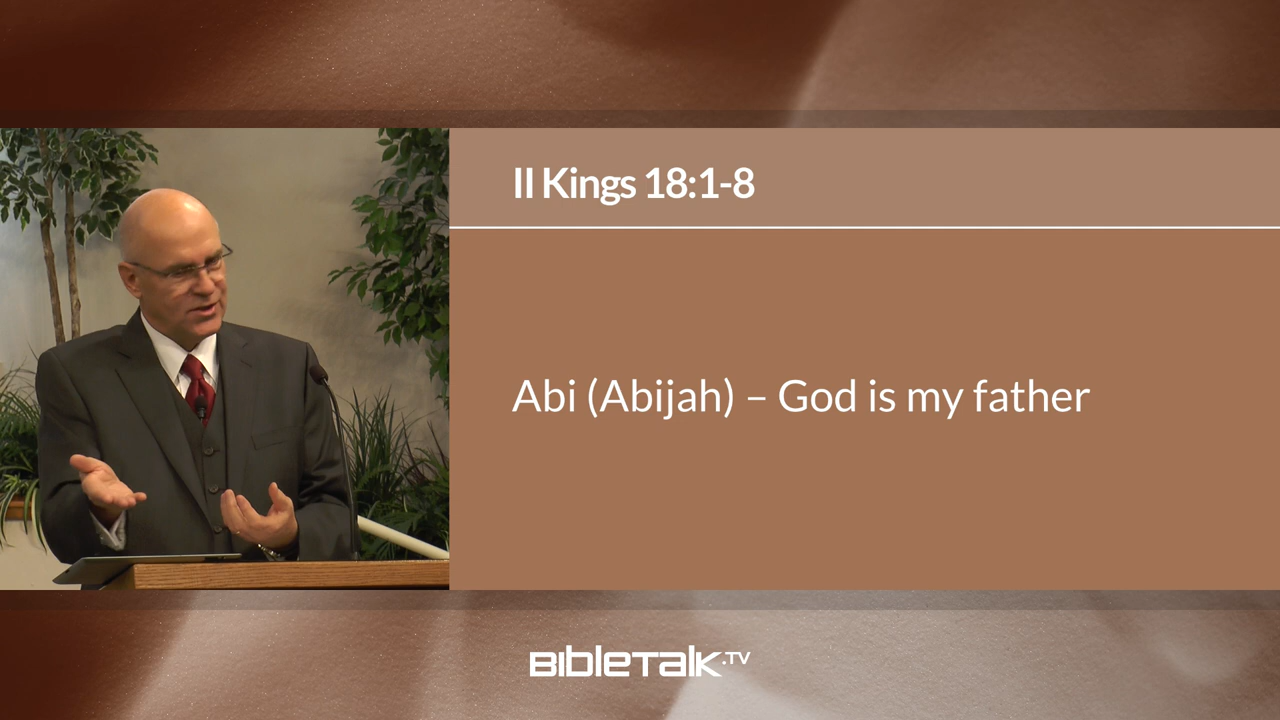 II Kings 18:1-8
Abi (Abijah) – God is my father
BIBLETALK.TV